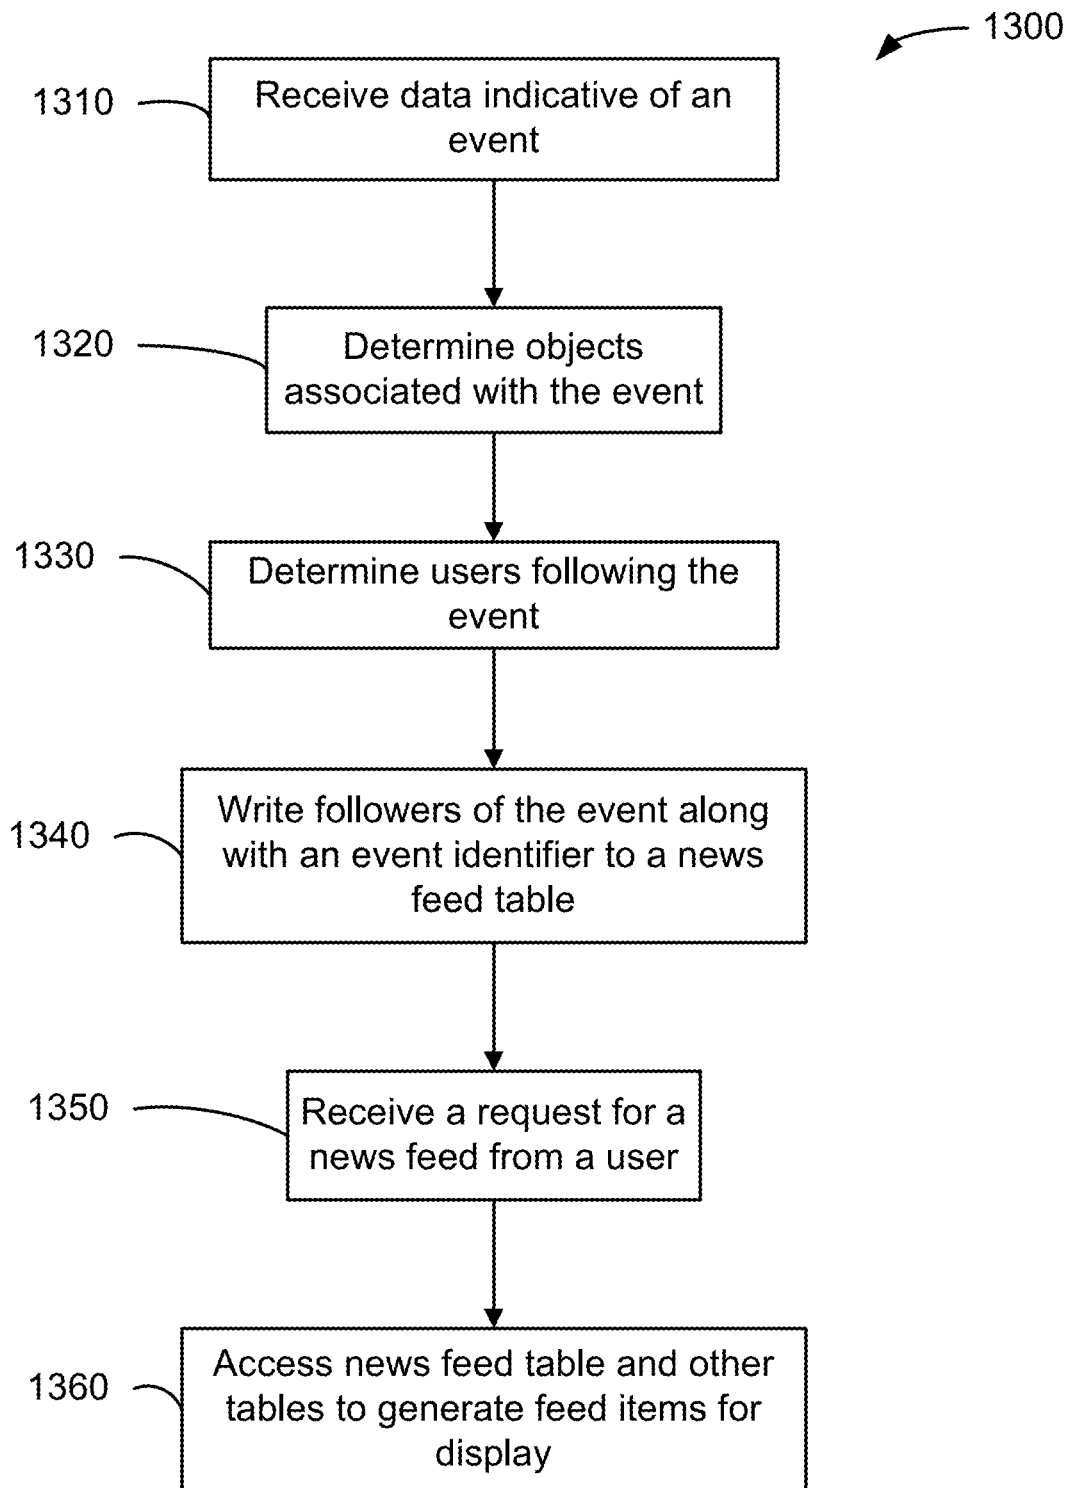 1300
1310
Receive data indicative of an
event
1320
Determine objects
associated with the event
1330
Determine users following the
event
1340
Write followers of the event along
with an event identifier to a news
feed table
1350
Receive a request for a
news feed from a user
1360
Access news feed table and other
tables to generate feed items for
display